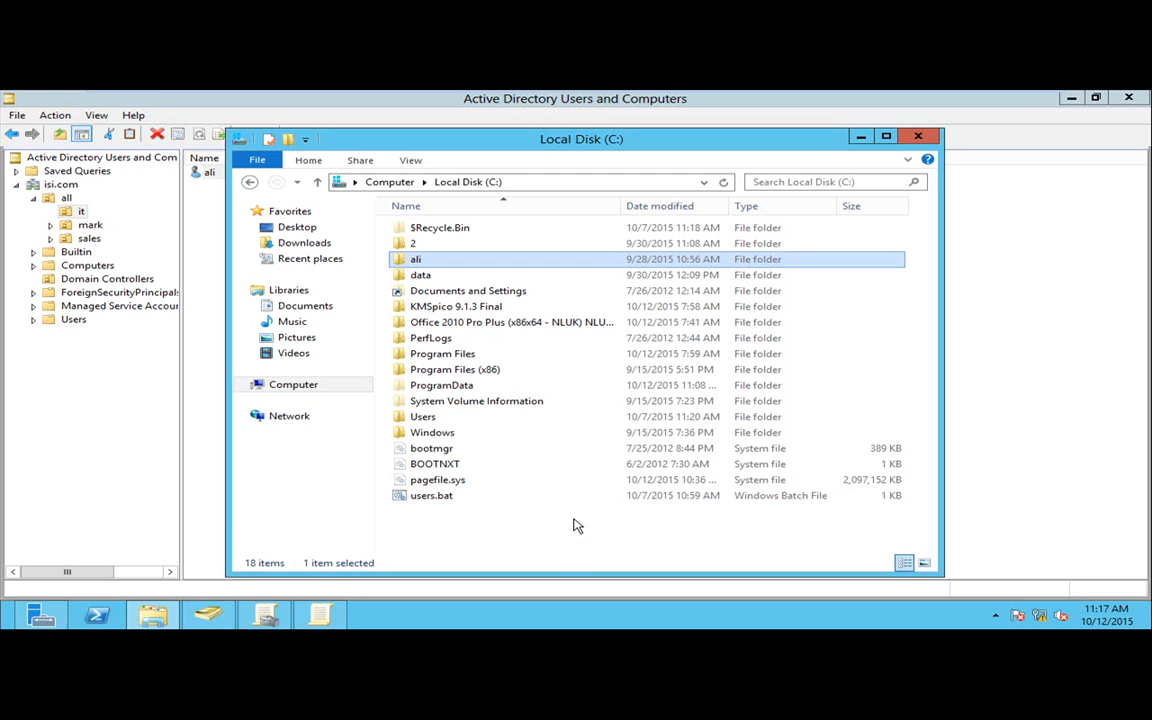 Active Directory Users and Computers
File Action View Help
Active Directory Users and Com
Saved Queries
isi.com
all
it
mark
sales
Builtin
Computers
Domain Controllers
ForeignSecurityPrincipals
Managed Service Accour
Users
Name
ali
Local Disk (C:)
File Home Share View
Computer Local Disk (C:) Search Local Disk (C:)
Favorites
Desktop
Downloads
Recent places
Libraries
Documents
Music
Pictures
Videos
Computer
Network
Name Date modified Type Size
$Recycle.Bin 10/7/2015 11:18 AM File folder
2 9/30/2015 11:08 AM File folder
ali 9/28/2015 10:56 AM File folder
data 9/30/2015 12:09 PM File folder
Documents and Settings 7/26/2012 12:14 AM File folder
KMSpico 9.1.3 Final 10/12/2015 7:58 AM File folder
Office 2010 Pro Plus (x86x64 - NLUK) NLU... 10/12/2015 7:41 AM File folder
PerfLogs 7/26/2012 12:44 AM File folder
Program Files 10/12/2015 7:59 AM File folder
Program Files (x86) 9/15/2015 5:51 PM File folder
ProgramData 10/12/2015 11:08 ... File folder
System Volume Information 9/15/2015 7:23 PM File folder
Users 10/7/2015 11:20 AM File folder
Windows 9/15/2015 7:36 PM File folder
bootmgr 7/25/2012 8:44 PM System file 389 KB
BOOTNXT 6/2/2012 7:30 AM System file 1 KB
pagefile.sys 10/12/2015 10:36 ... System file 2,097,152 KB
users.bat 10/7/2015 10:59 AM Windows Batch File 1 KB
18 items 1 item selected
11:17 AM
10/12/2015